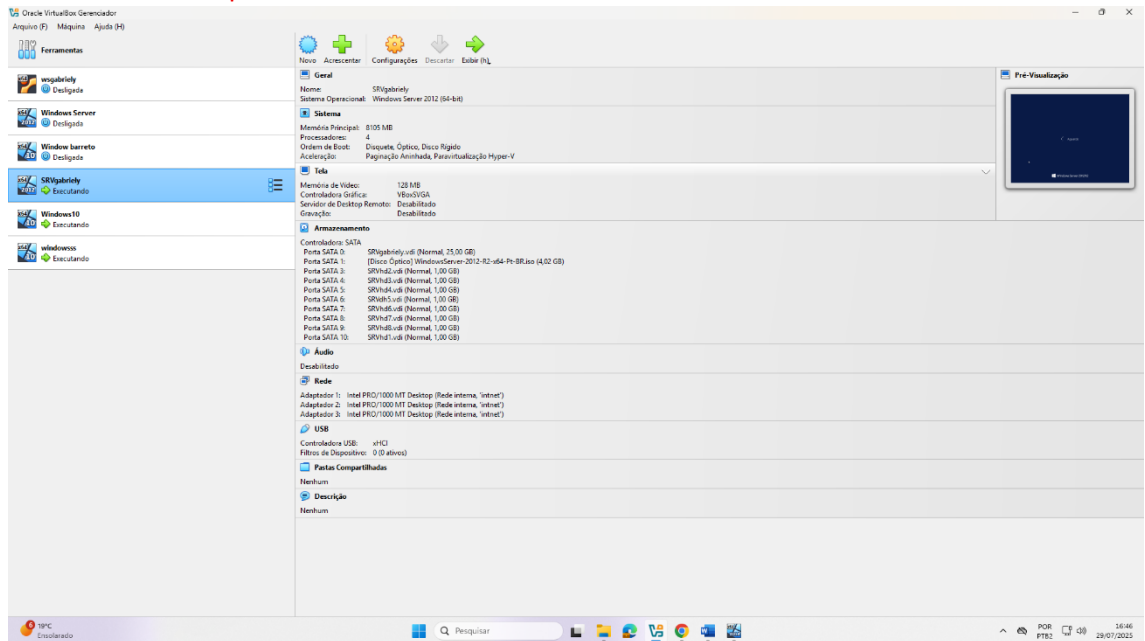 Oracle VirtualBox Gerenciador
Arquivo (F) Máquina Ajuda (H)
Ferramentas
wsgabriely
Desligada
Windows Server
Desligada
Window barreto
Desligada
SRVgabriely
Executando
Windows10
Executando
windowsss
Executando
Novo Acrescentar Configurações Descartar Exibir (h)
Geral
Nome: SRVgabriely
Sistema Operacional: Windows Server 2012 (64-bit)
Sistema
Memória Principal: 8105 MB
Processadores: 4
Ordem de Boot: Disquete, Óptico, Disco Rígido
Aceleração: Paginação Aninhada, Paravirtualização Hyper-V
Tela
Memória de Vídeo: 128 MB
Controladora Gráfica: VBoxSVGA
Servidor de Desktop Remoto: Desabilitado
Gravação: Desabilitado
Armazenamento
Controladora: SATA
Porta SATA 0: SRVgabriely.vdi (Normal, 25,00 GB)
Porta SATA 1: [Disco Óptico] WindowsServer-2012-R2-x64-Pt-BR.iso (4,02 GB)
Porta SATA 3: SRVhd2.vdi (Normal, 1,00 GB)
Porta SATA 4: SRVhd3.vdi (Normal, 1,00 GB)
Porta SATA 5: SRVhd4.vdi (Normal, 1,00 GB)
Porta SATA 6: SRVdh5.vdi (Normal, 1,00 GB)
Porta SATA 7: SRVhd6.vdi (Normal, 1,00 GB)
Porta SATA 8: SRVhd7.vdi (Normal, 1,00 GB)
Porta SATA 9: SRVhd8.vdi (Normal, 1,00 GB)
Porta SATA 10: SRVhd1.vdi (Normal, 1,00 GB)
Áudio
Desabilitado
Rede
Adaptador 1: Intel PRO/1000 MT Desktop (Rede interna, 'intnet')
Adaptador 2: Intel PRO/1000 MT Desktop (Rede interna, 'intnet')
Adaptador 3: Intel PRO/1000 MT Desktop (Rede interna, 'intnet')
USB
Controladora USB: xHCI
Filtros de Dispositivo: 0 (0 ativos)
Pastas Compartilhadas
Nenhum
Descrição
Nenhum
Pré-Visualização
19°C
Ensolarado
Pesquisar
POR
PTB2
16:46
29/07/2025